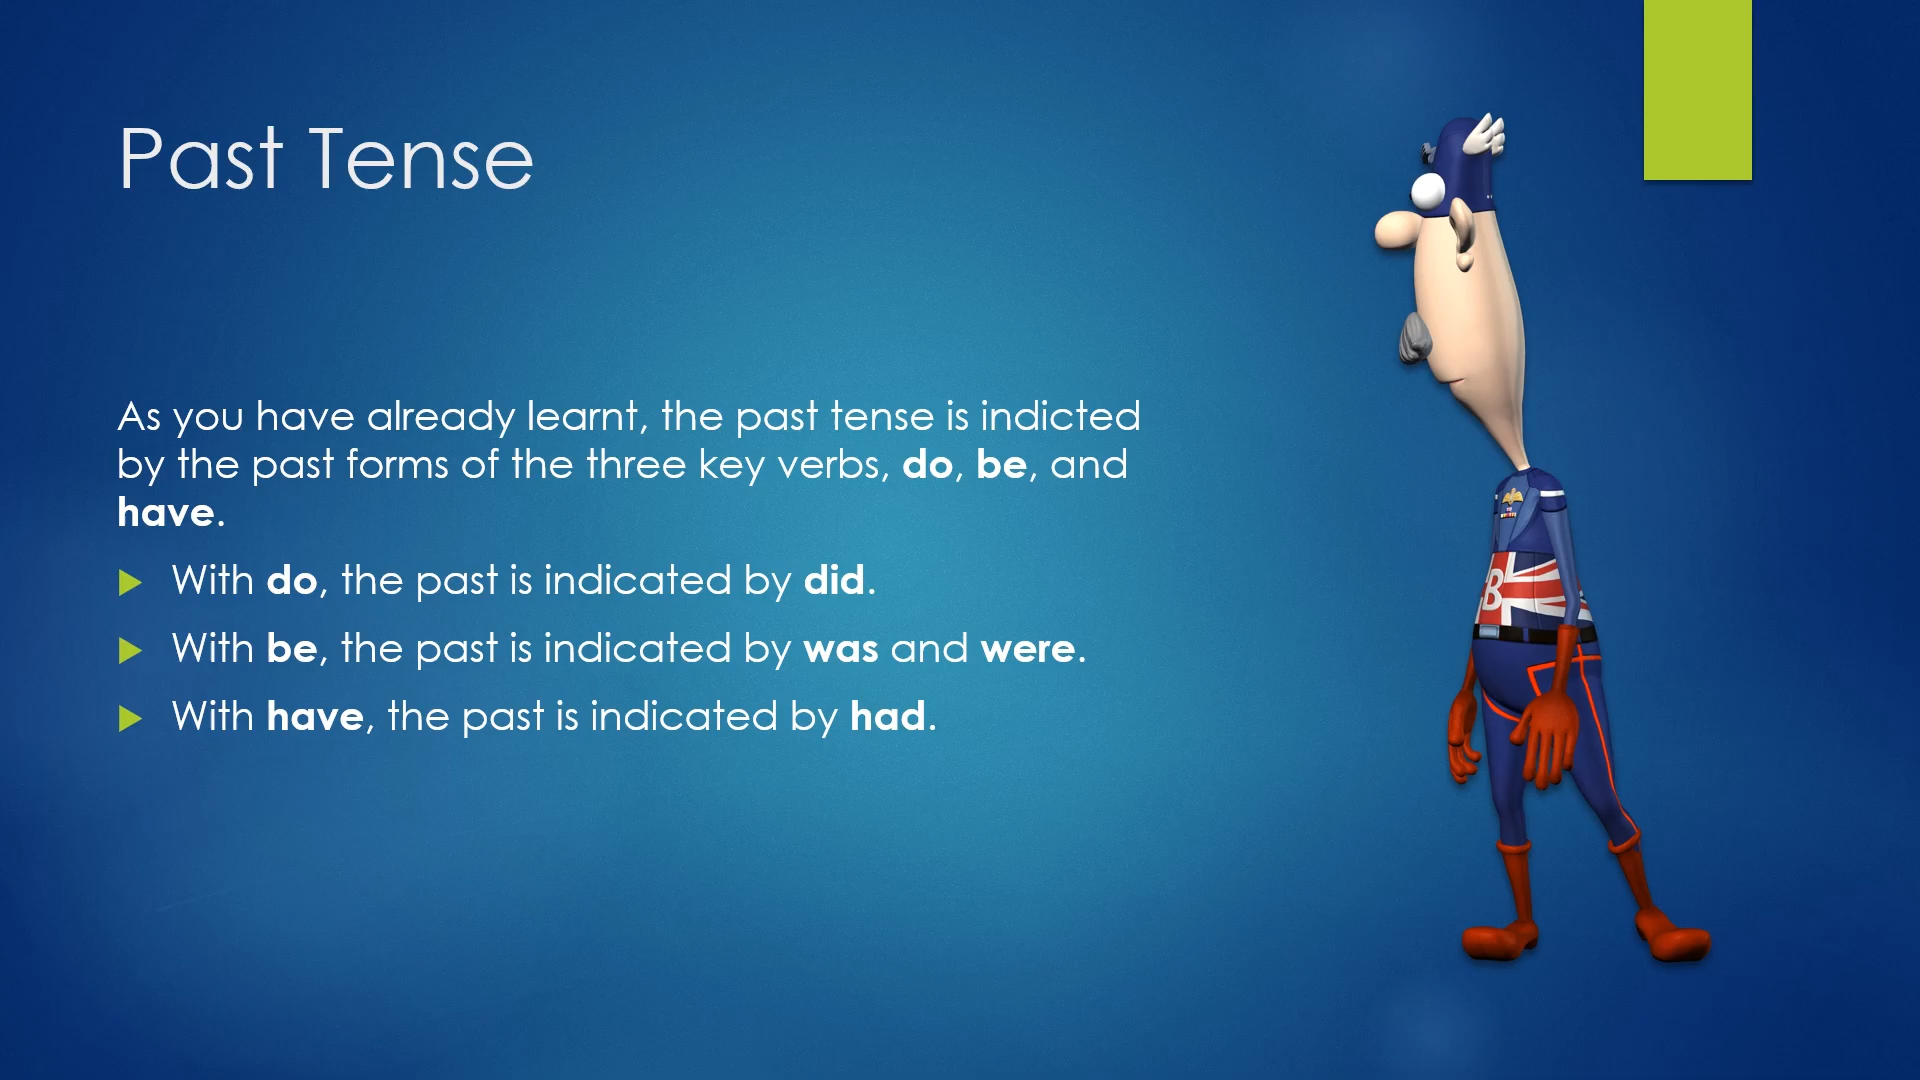 Past Tense
As you have already learnt, the past tense is indicted
by the past forms of the three key verbs, do, be, and
have.
With do, the past is indicated by did.
With be, the past is indicated by was and were.
With have, the past is indicated by had.
B